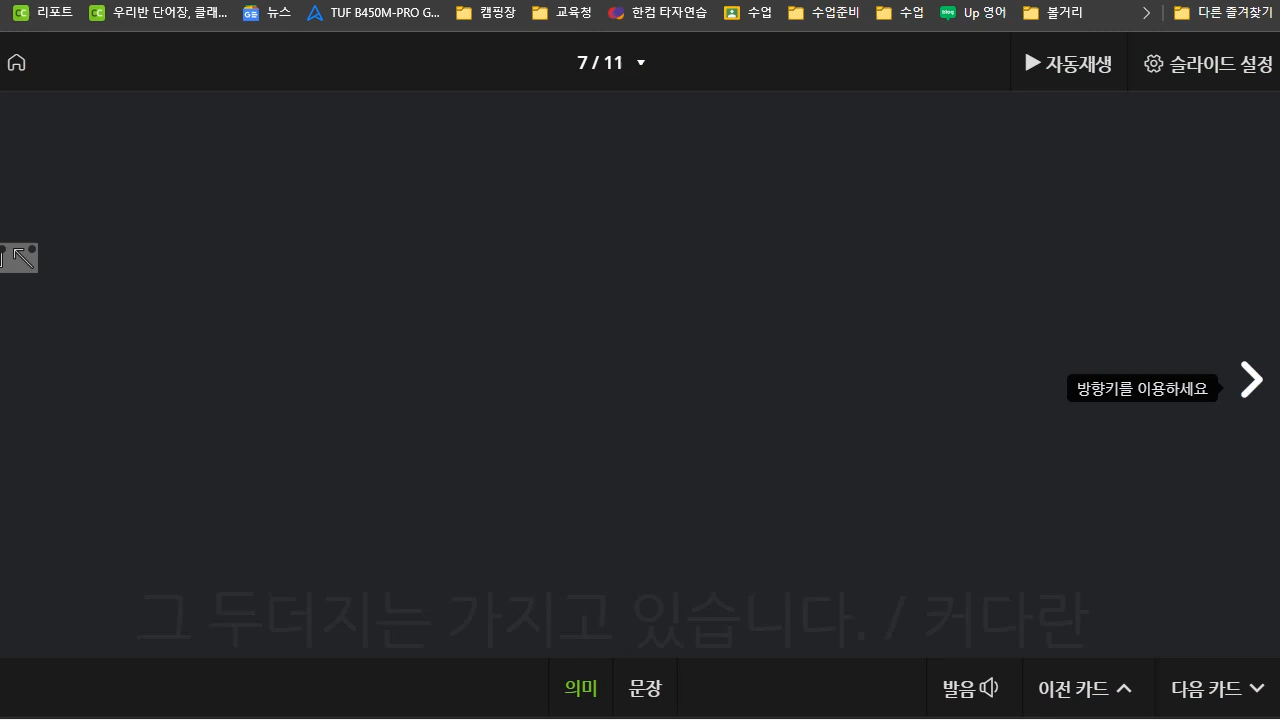 리포트 우리반 단어장, 클래... 뉴스 TUF B450M-PRO G... 캠핑장 교육청 한컴 타자연습 수업 수업준비 수업 Up 영어 볼거리 다른 즐겨찾기
7 / 11 자동재생 슬라이드 설정
방향키를 이용하세요
그 두더지는 가지고 있습니다. / 커다란
의미 문장 발음 이전 카드 다음 카드